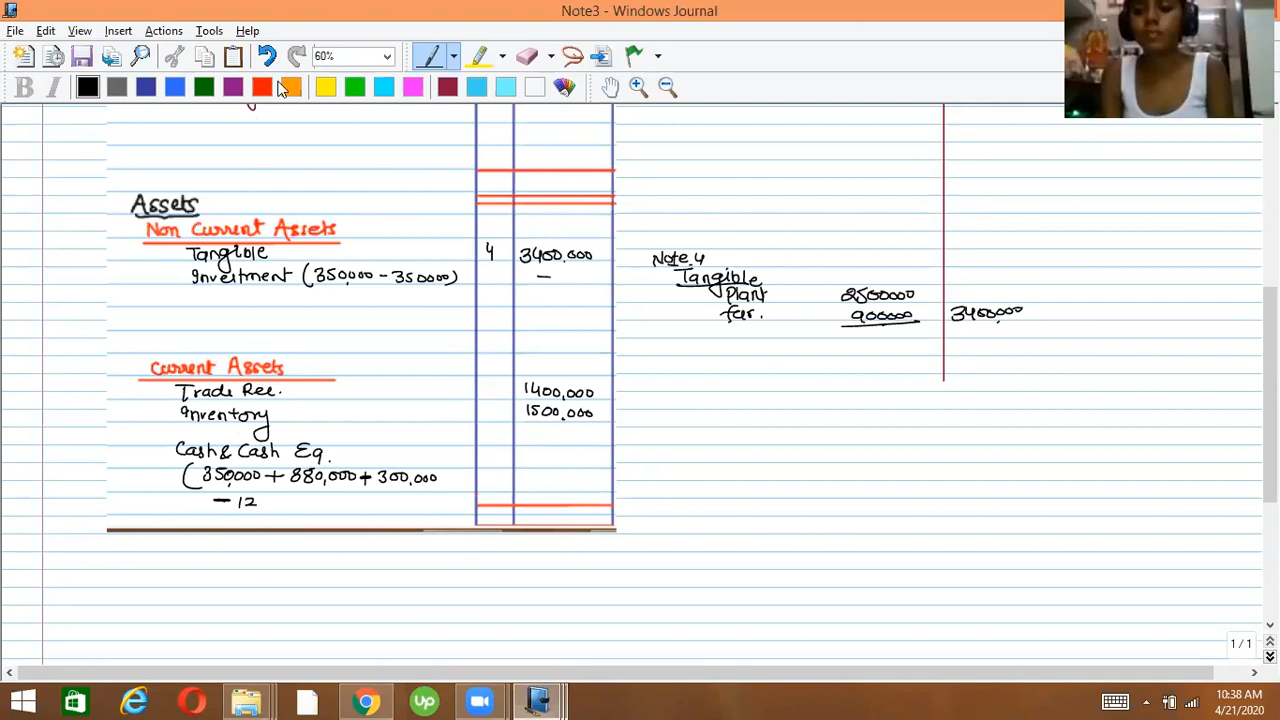 Note3 - Windows Journal
File Edit View Insert Actions Tools Help
60%
B I
Assets
Non Current Assets
Tangible 4 3400,000
Investment (350,000 - 350000) —
Note.4
Tangible
Plant 2500000
fur. 900000 3400,000
Current Assets
Trade Rec. 1400,000
Inventory 1500,000
Cash & Cash Eq.
(350,000 + 880,000 + 300,000
- 12
1 / 1
Up
10:38 AM
4/21/2020